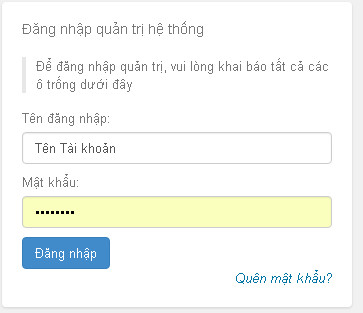 Đăng nhập quản trị hệ thống
Để đăng nhập quản trị, vui lòng khai báo tất cả các
ô trống dưới đây
Tên đăng nhập:
Tên Tài khoản
Mật khẩu:
••••••••
Đăng nhập
Quên mật khẩu?